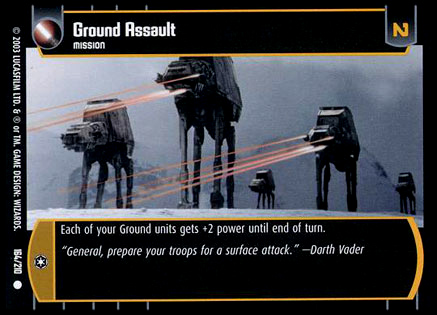 Ground Assault
MISSION
2
© 2003 LUCASFILM LTD. & ® or TM. GAME DESIGN: WIZARDS.
Each of your Ground units gets +2 power until end of turn.
“General, prepare your troops for a surface attack.” —Darth Vader
164/210